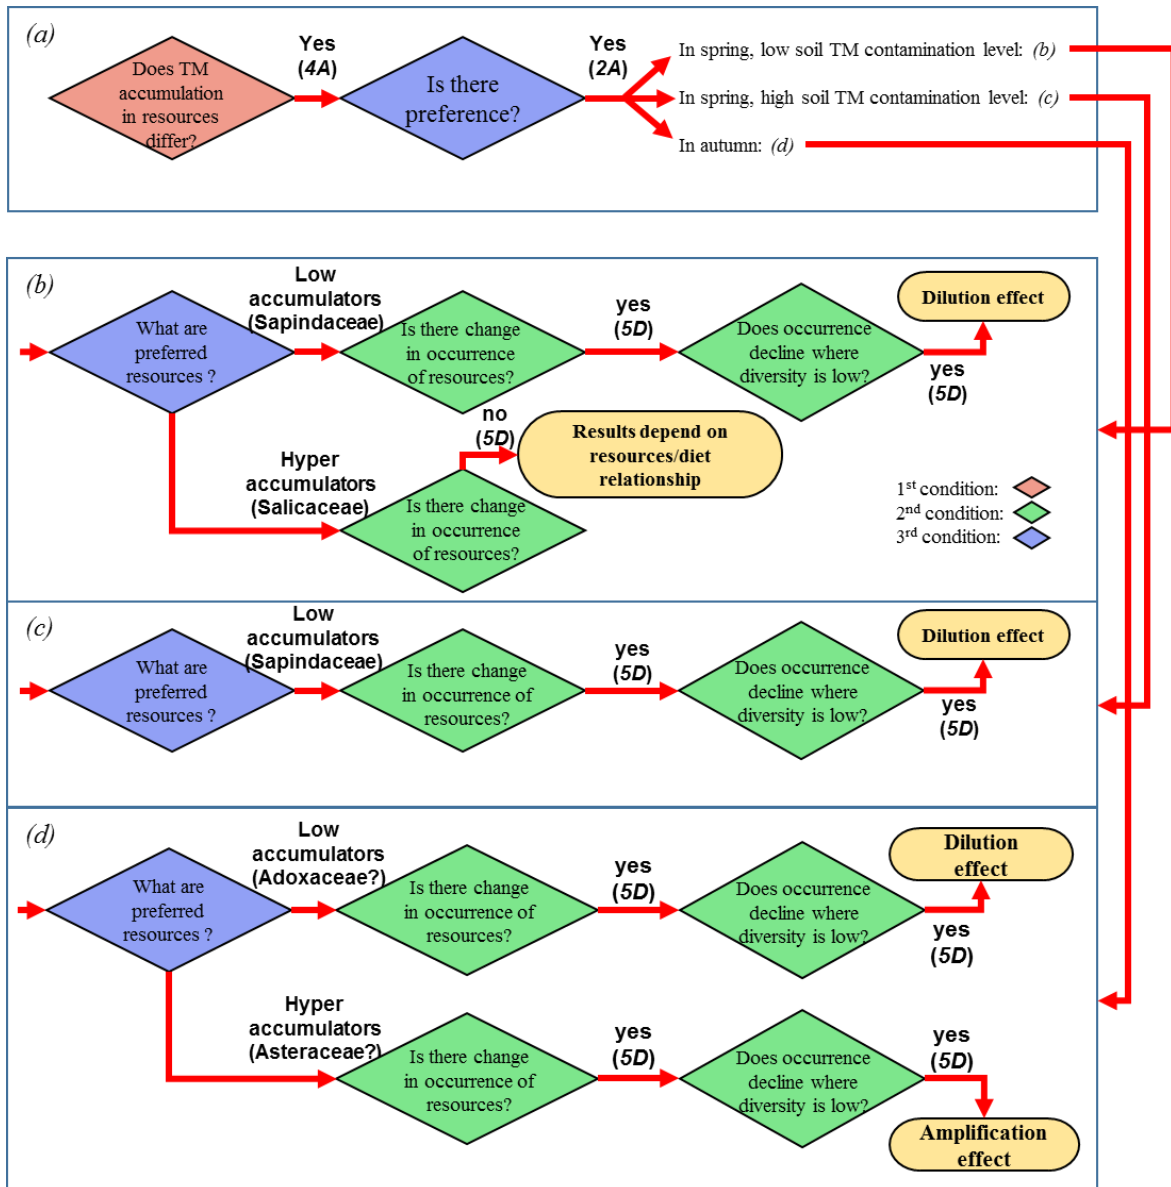 (a)
Does TM
accumulation
in resources
differ?
Yes
(4A)
Is there
preference?
Yes
(2A)
In spring, low soil TM contamination level: (b)
In spring, high soil TM contamination level: (c)
In autumn: (d)
(b)
What are
preferred
resources ?
Low
accumulators
(Sapindaceae)
Is there change
in occurrence
of resources?
yes
(5D)
Does occurrence
decline where
diversity is low?
yes
(5D)
Dilution effect
Hyper
accumulators
(Salicaceae)
Is there change
in occurrence
of resources?
no
(5D)
Results depend on
resources/diet
relationship
1st condition:
2nd condition:
3rd condition:
(c)
What are
preferred
resources ?
Low
accumulators
(Sapindaceae)
Is there change
in occurrence of
resources?
yes
(5D)
Does occurrence
decline where
diversity is low?
yes
(5D)
Dilution effect
(d)
What are
preferred
resources ?
Low
accumulators
(Adoxaceae?)
Is there change
in occurrence of
resources?
yes
(5D)
Does occurrence
decline where
diversity is low?
yes
(5D)
Dilution
effect
Hyper
accumulators
(Asteraceae?)
Is there change
in occurrence of
resources?
yes
(5D)
Does occurrence
decline where
diversity is low?
yes
(5D)
Amplification
effect